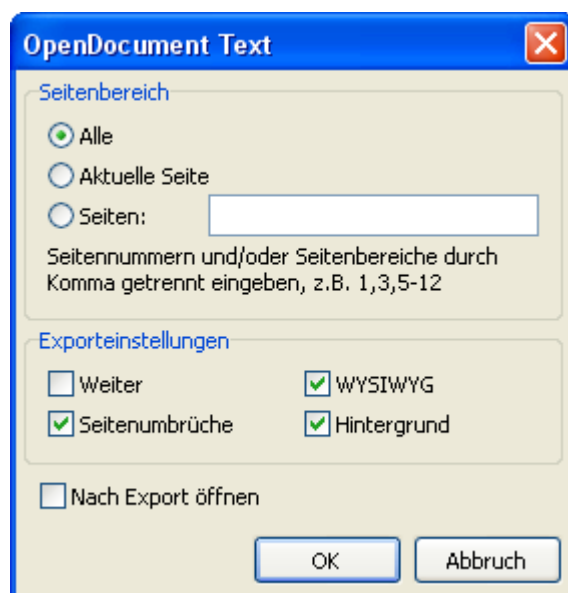 OpenDocument Text
Seitenbereich
Alle
Aktuelle Seite
Seiten:
Seitennummern und/oder Seitenbereiche durch
Komma getrennt eingeben, z.B. 1,3,5-12
Exporteinstellungen
Weiter
WYSIWYG
Seitenumbrüche
Hintergrund
Nach Export öffnen
OK
Abbruch